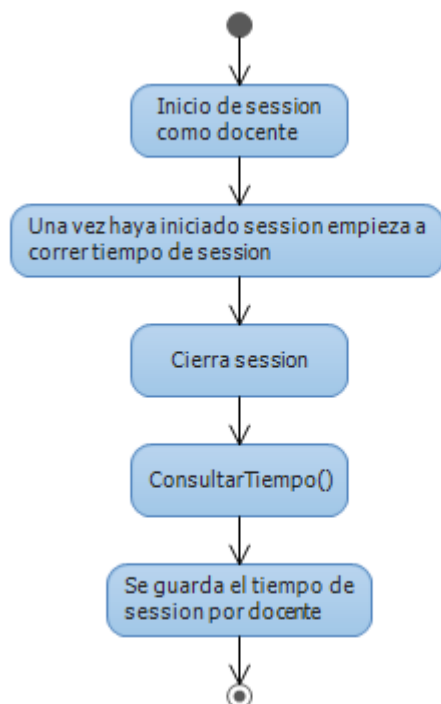 Inicio de session
como docente
Una vez haya iniciado session empieza a
correr tiempo de session
Cierra session
ConsultarTiempo()
Se guarda el tiempo de
session por docente